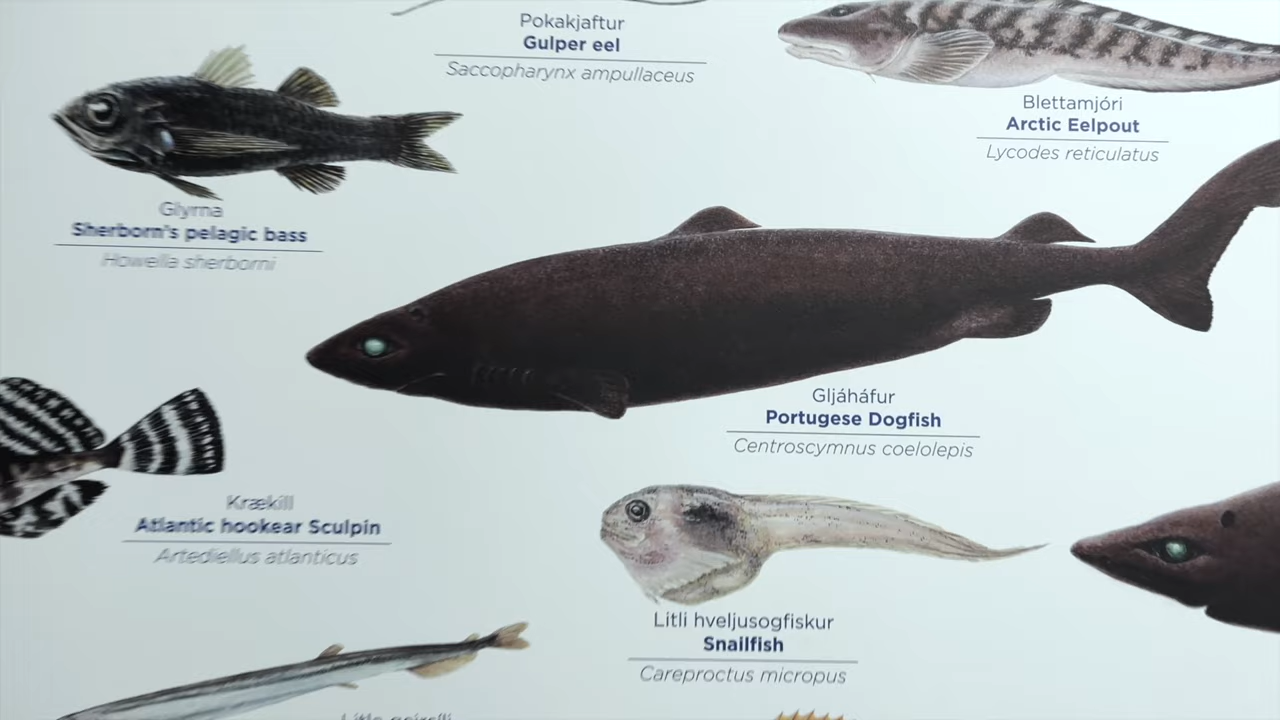 Pokakjaftur
Gulper eel
Saccopharynx ampullaceus
Blettamjóri
Arctic Eelpout
Lycodes reticulatus
Glyrna
Sherborn's pelagic bass
Howella sherborni
Gljáháfur
Portugese Dogfish
Centroscymnus coelolepis
Krækill
Atlantic hookear Sculpin
Artediellus atlanticus
Litli hveljusogfiskur
Snailfish
Careproctus micropus